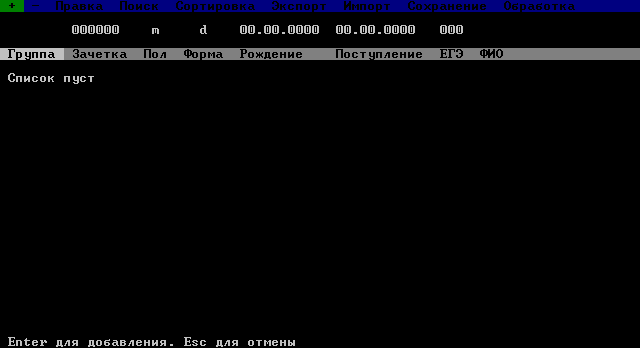 + Правка Поиск Сортировка Экспорт Импорт Сохранение Обработка
000000 m d 00.00.0000 00.00.0000 000
Группа Зачетка Пол Форма Рождение Поступление ЕГЭ ФИО
Список пуст
Enter для добавления. Esc для отмены